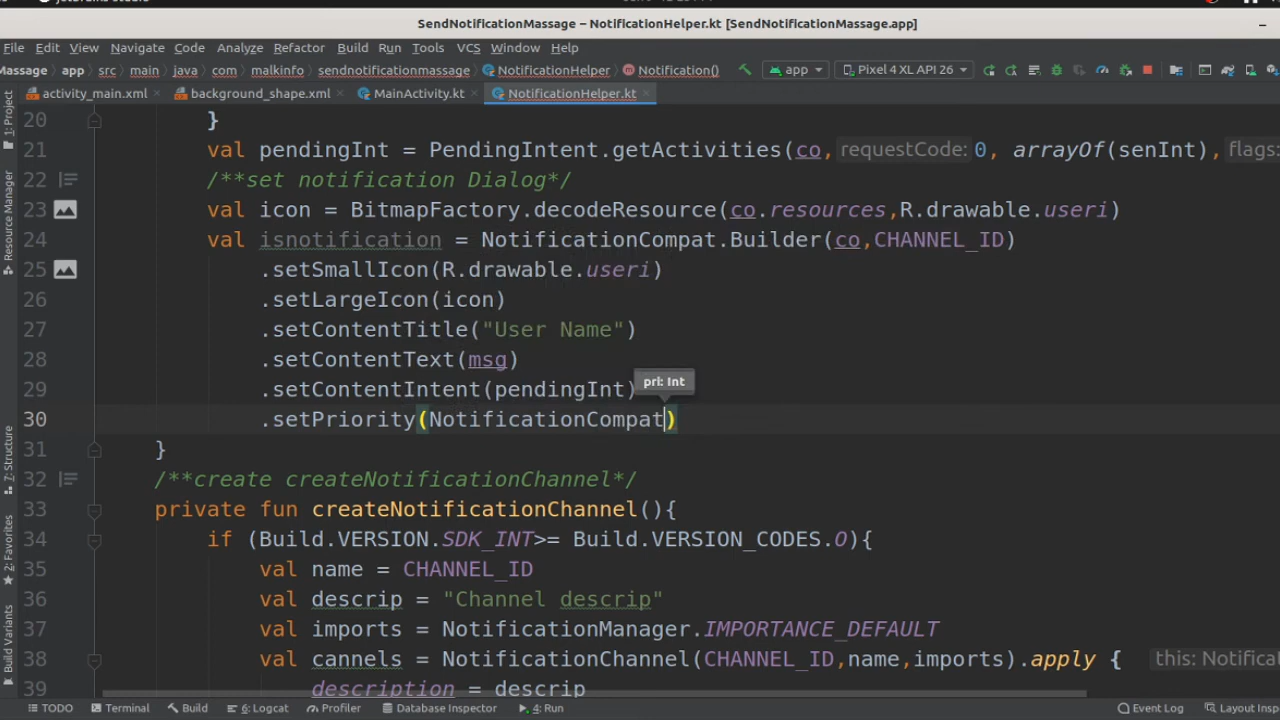 SendNotificationMassage – NotificationHelper.kt [SendNotificationMassage.app]
File Edit View Navigate Code Analyze Refactor Build Run Tools VCS Window Help
Massage app src main java com malkinfo sendnotificationmassage NotificationHelper Notification() app Pixel 4 XL API 26
activity_main.xml background_shape.xml MainActivity.kt NotificationHelper.kt
1: Project
Resource Manager
7: Structure
2: Favorites
Build Variants
20 }
21 val pendingInt = PendingIntent.getActivities(co, requestCode: 0, arrayOf(senInt), flags:
22 /**set notification Dialog*/
23 val icon = BitmapFactory.decodeResource(co.resources,R.drawable.useri)
24 val isnotification = NotificationCompat.Builder(co,CHANNEL_ID)
25 .setSmallIcon(R.drawable.useri)
26 .setLargeIcon(icon)
27 .setContentTitle("User Name")
28 .setContentText(msg)
pri: Int
29 .setContentIntent(pendingInt)
30 .setPriority(NotificationCompat)
31 }
32 /**create createNotificationChannel*/
33 private fun createNotificationChannel(){
34 if (Build.VERSION.SDK_INT>= Build.VERSION_CODES.O){
35 val name = CHANNEL_ID
36 val descrip = "Channel descrip"
37 val imports = NotificationManager.IMPORTANCE_DEFAULT
38 val cannels = NotificationChannel(CHANNEL_ID,name,imports).apply { this: Notificat
39 description = descrip
TODO Terminal Build 6: Logcat Profiler Database Inspector 4: Run Event Log Layout Insp